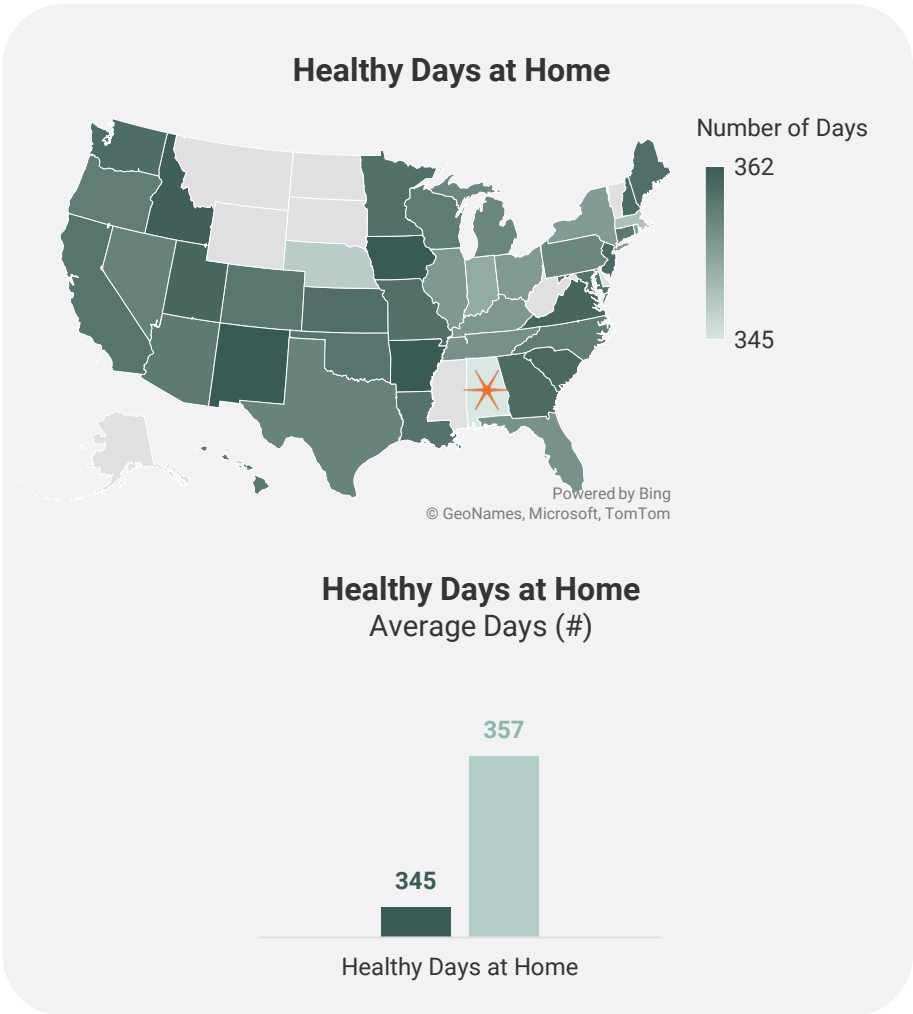 Healthy Days at Home
Number of Days
362
345
Powered by Bing
© GeoNames, Microsoft, TomTom
Healthy Days at Home
Average Days (#)
357
345
Healthy Days at Home